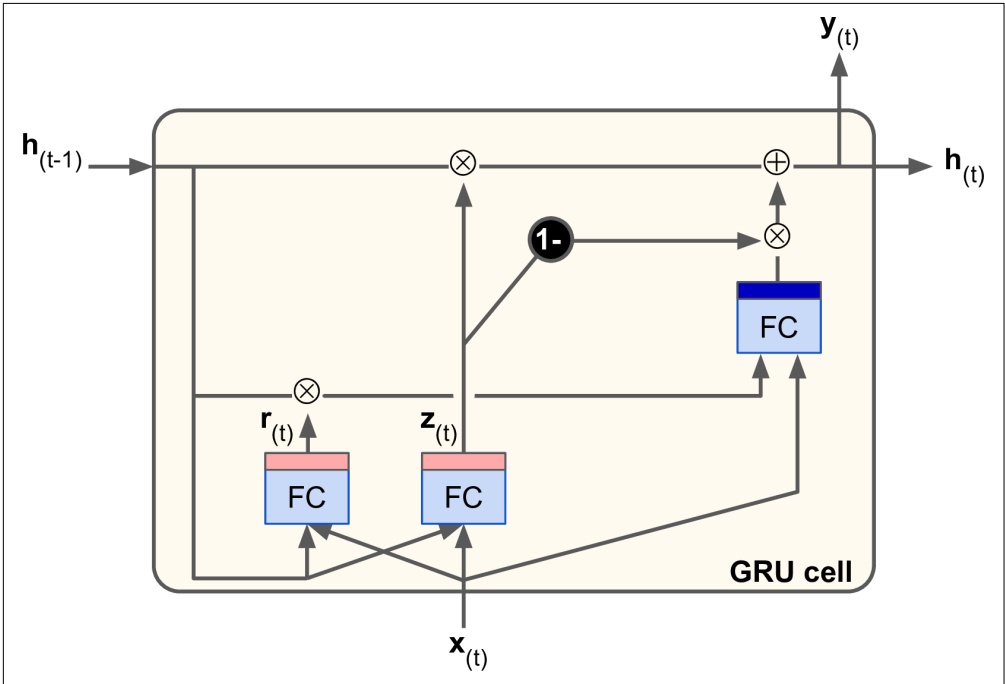 y(t)
h(t-1)
h(t)
1-
FC
r(t)
z(t)
FC
FC
GRU cell
x(t)